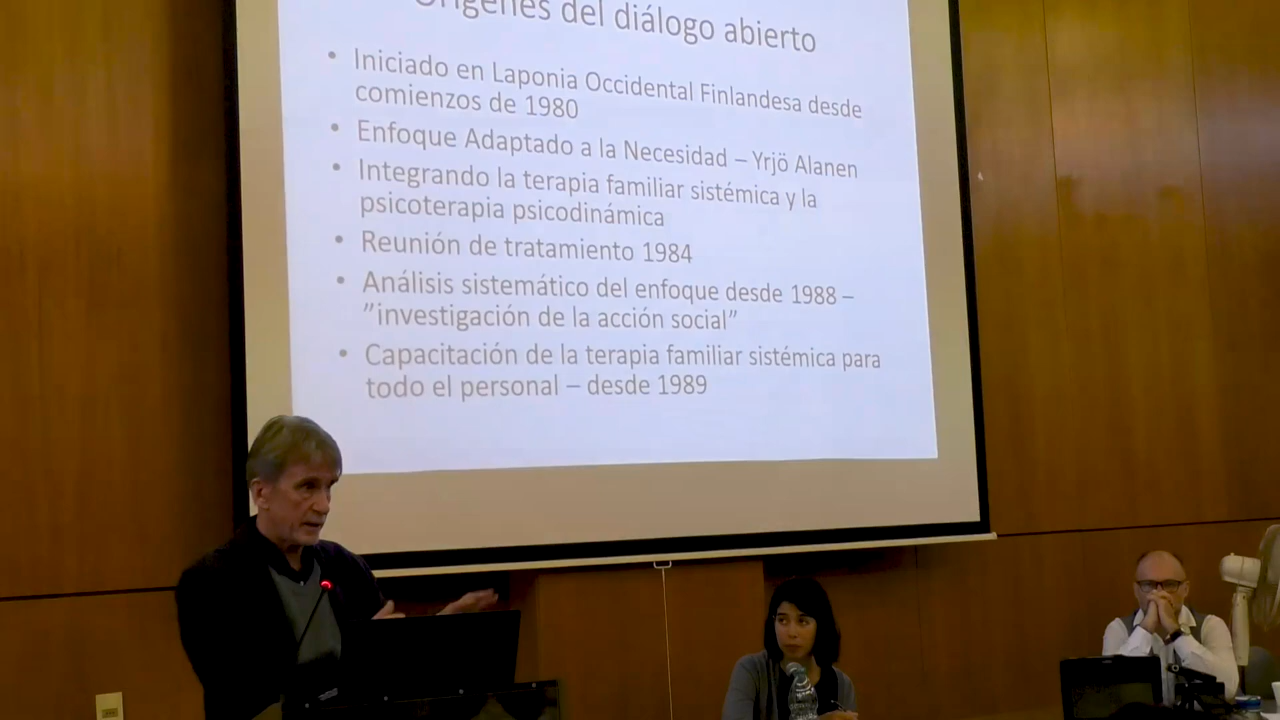 Orígenes del diálogo abierto
• Iniciado en Laponia Occidental Finlandesa desde
comienzos de 1980
• Enfoque Adaptado a la Necesidad – Yrjö Alanen
• Integrando la terapia familiar sistémica y la
psicoterapia psicodinámica
• Reunión de tratamiento 1984
• Análisis sistemático del enfoque desde 1988 –
”investigación de la acción social”
• Capacitación de la terapia familiar sistémica para
todo el personal – desde 1989